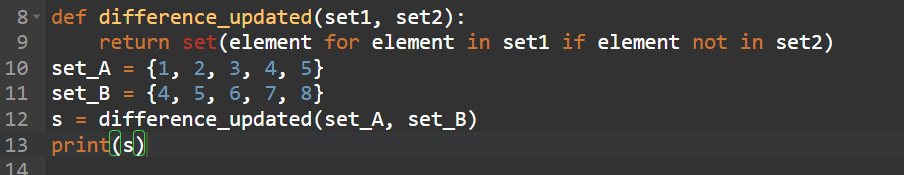 8 def difference_updated(set1, set2):
9     return set(element for element in set1 if element not in set2)
10 set_A = {1, 2, 3, 4, 5}
11 set_B = {4, 5, 6, 7, 8}
12 s = difference_updated(set_A, set_B)
13 print(s)
14